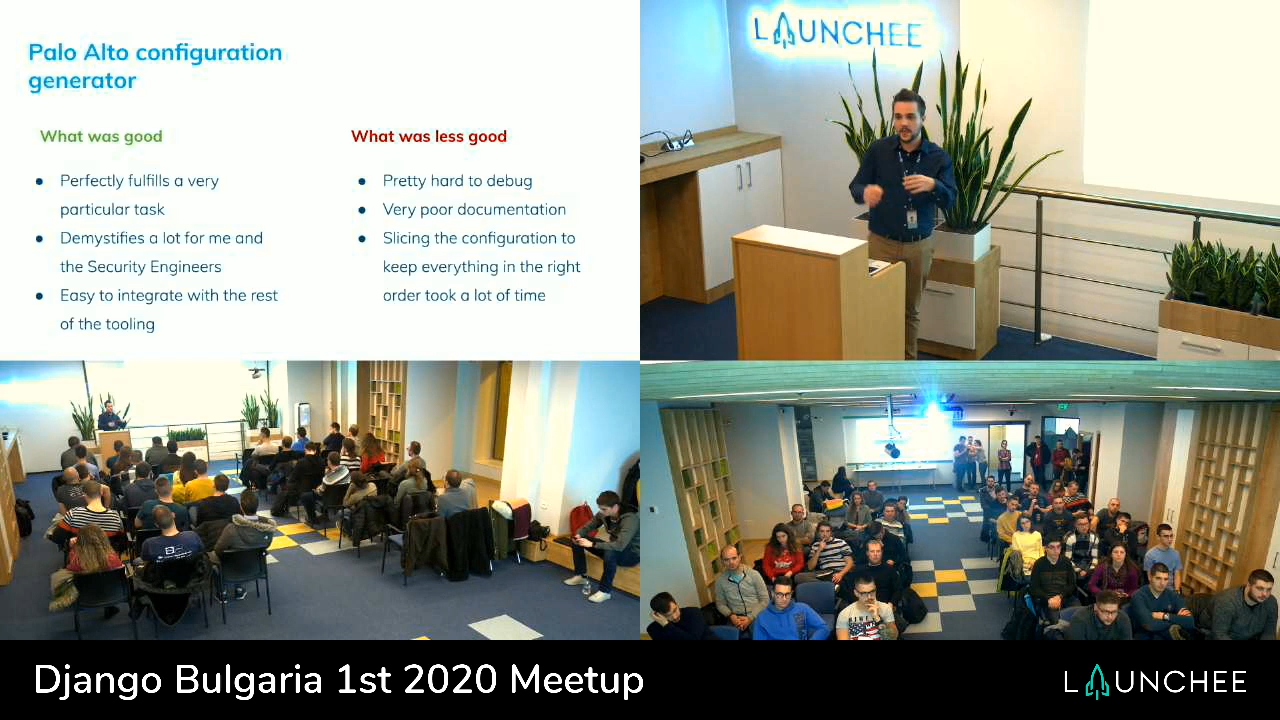 Palo Alto configuration
generator
What was good
• Perfectly fulfills a very
particular task
• Demystifies a lot for me and
the Security Engineers
• Easy to integrate with the rest
of the tooling
What was less good
• Pretty hard to debug
• Very poor documentation
• Slicing the configuration to
keep everything in the right
order took a lot of time
LAUNCHEE
Django Bulgaria 1st 2020 Meetup
LAUNCHEE